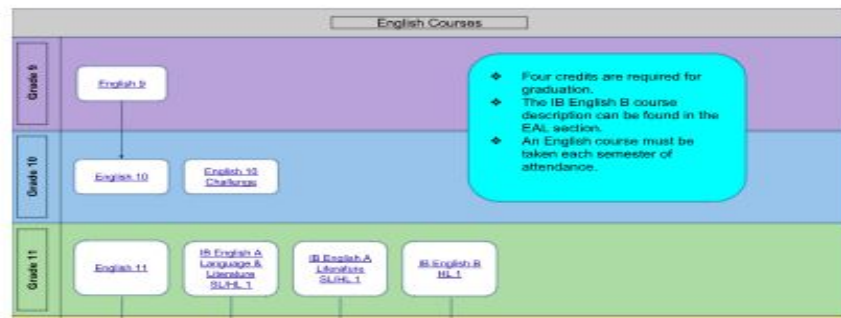 English Courses
Grade 9
English 9
❖ Four credits are required for
graduation.
❖ The IB English B course
description can be found in the
EAL section.
❖ An English course must be
taken each semester of
attendance.
Grade 10
English 10
English 10
Challenge
Grade 11
English 11
IB English A
Language &
Literature
SL/HL 1
IB English A
Literature
SL/HL 1
IB English B
HL 1